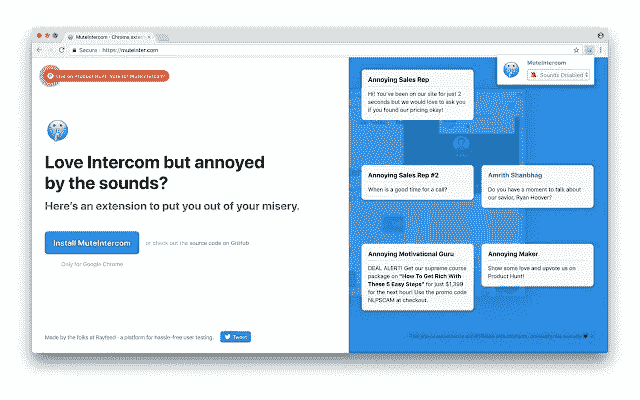 MuteIntercom - Chrome exten
Secure
https://muteinter.com
Live on Product Hunt. Vote for MuteIntercom!
MuteIntercom
Sounds Disabled
Love Intercom but annoyed
by the sounds?
Here's an extension to put you out of your misery.
Install MuteIntercom
or check out the source code on GitHub
Only for Google Chrome
Made by the folks at Rayfeed - a platform for hassle-free user testing.
Tweet
Annoying Sales Rep
Hi! You've been on our site for just 2
seconds but we would love to ask you
if you found our pricing okay!
Annoying Sales Rep #2
When is a good time for a call?
Amrith Shanbhag
Do you have a moment to talk about
our savior, Ryan Hoover?
Annoying Motivational Guru
DEAL ALERT! Get our supreme course
package on "How To Get Rich With
These 5 Easy Steps" for just $1,399
for the next hour! Use the promo code
NLPSCAM at checkout.
Annoying Maker
Show some love and upvote us on
Product Hunt!